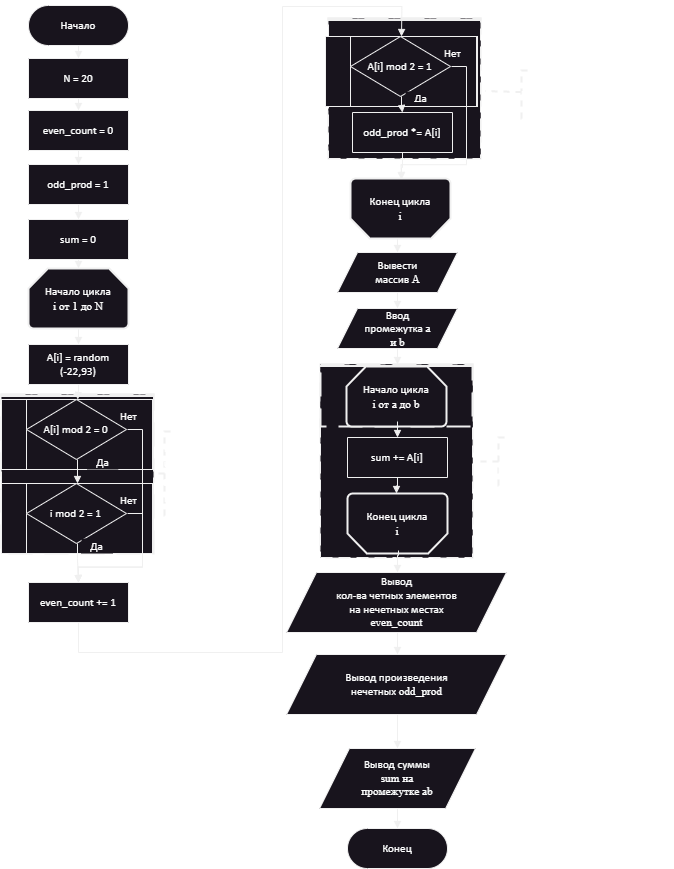 Начало
N = 20
even_count = 0
odd_prod = 1
sum = 0
Начало цикла
i от 1 до N
A[i] = random
(-22,93)
A[i] mod 2 = 0
Нет
Да
i mod 2 = 1
Нет
Да
even_count += 1
A[i] mod 2 = 1
Нет
Да
odd_prod *= A[i]
Конец цикла
i
Вывести
массив A
Ввод
промежутка a
и b
Начало цикла
i от a до b
sum += A[i]
Конец цикла
i
Вывод
кол-ва четных элементов
на нечетных местах
even_count
Вывод произведения
нечетных odd_prod
Вывод суммы
sum на
промежутке ab
Конец